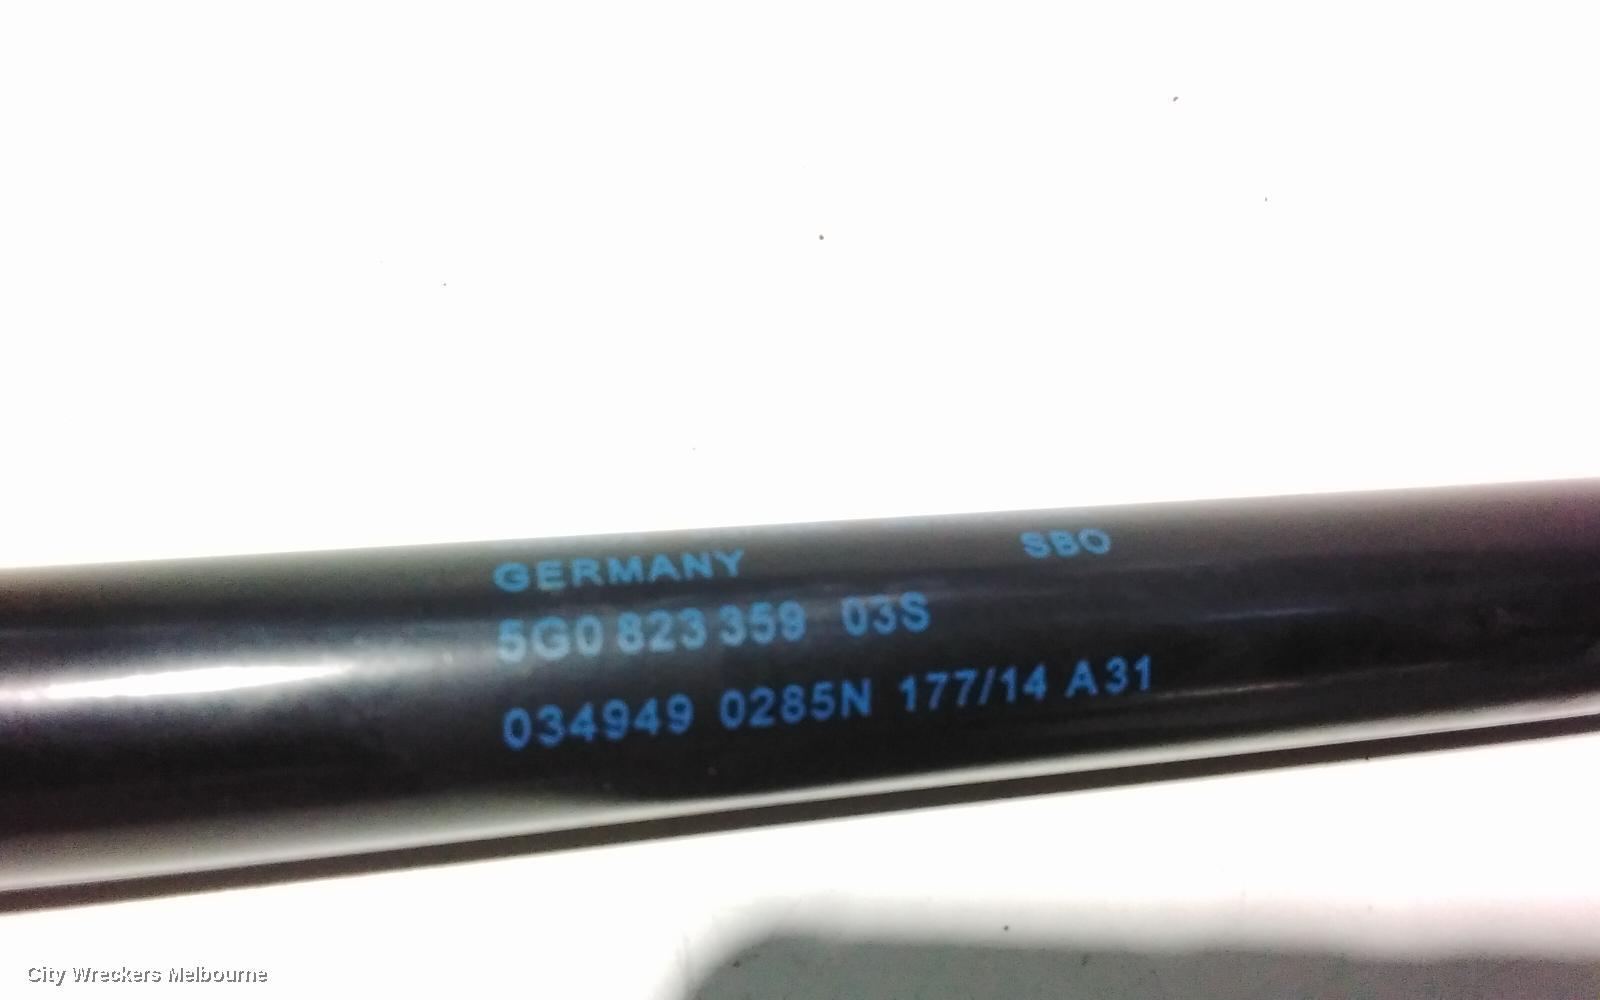 GERMANY SBO
5G0 823 359 03S
034949 0285N 177/14 A31
City Wreckers Melbourne